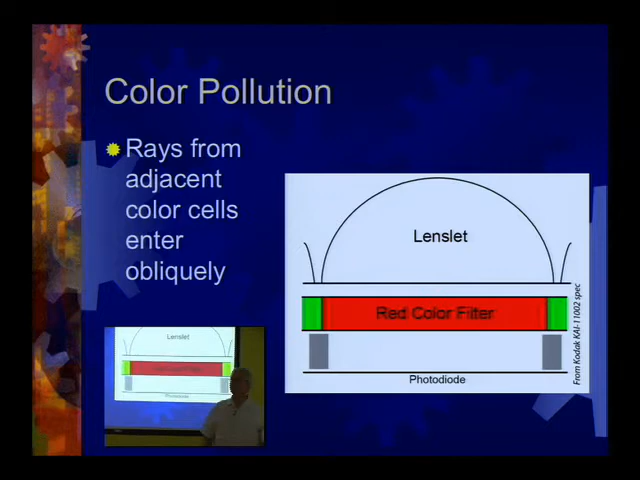 Color Pollution
Rays from
adjacent
color cells
enter
obliquely
Lenslet
Red Color Filter
Photodiode
From Kodak KAI-11002 spec
Lenslet
Photodiode